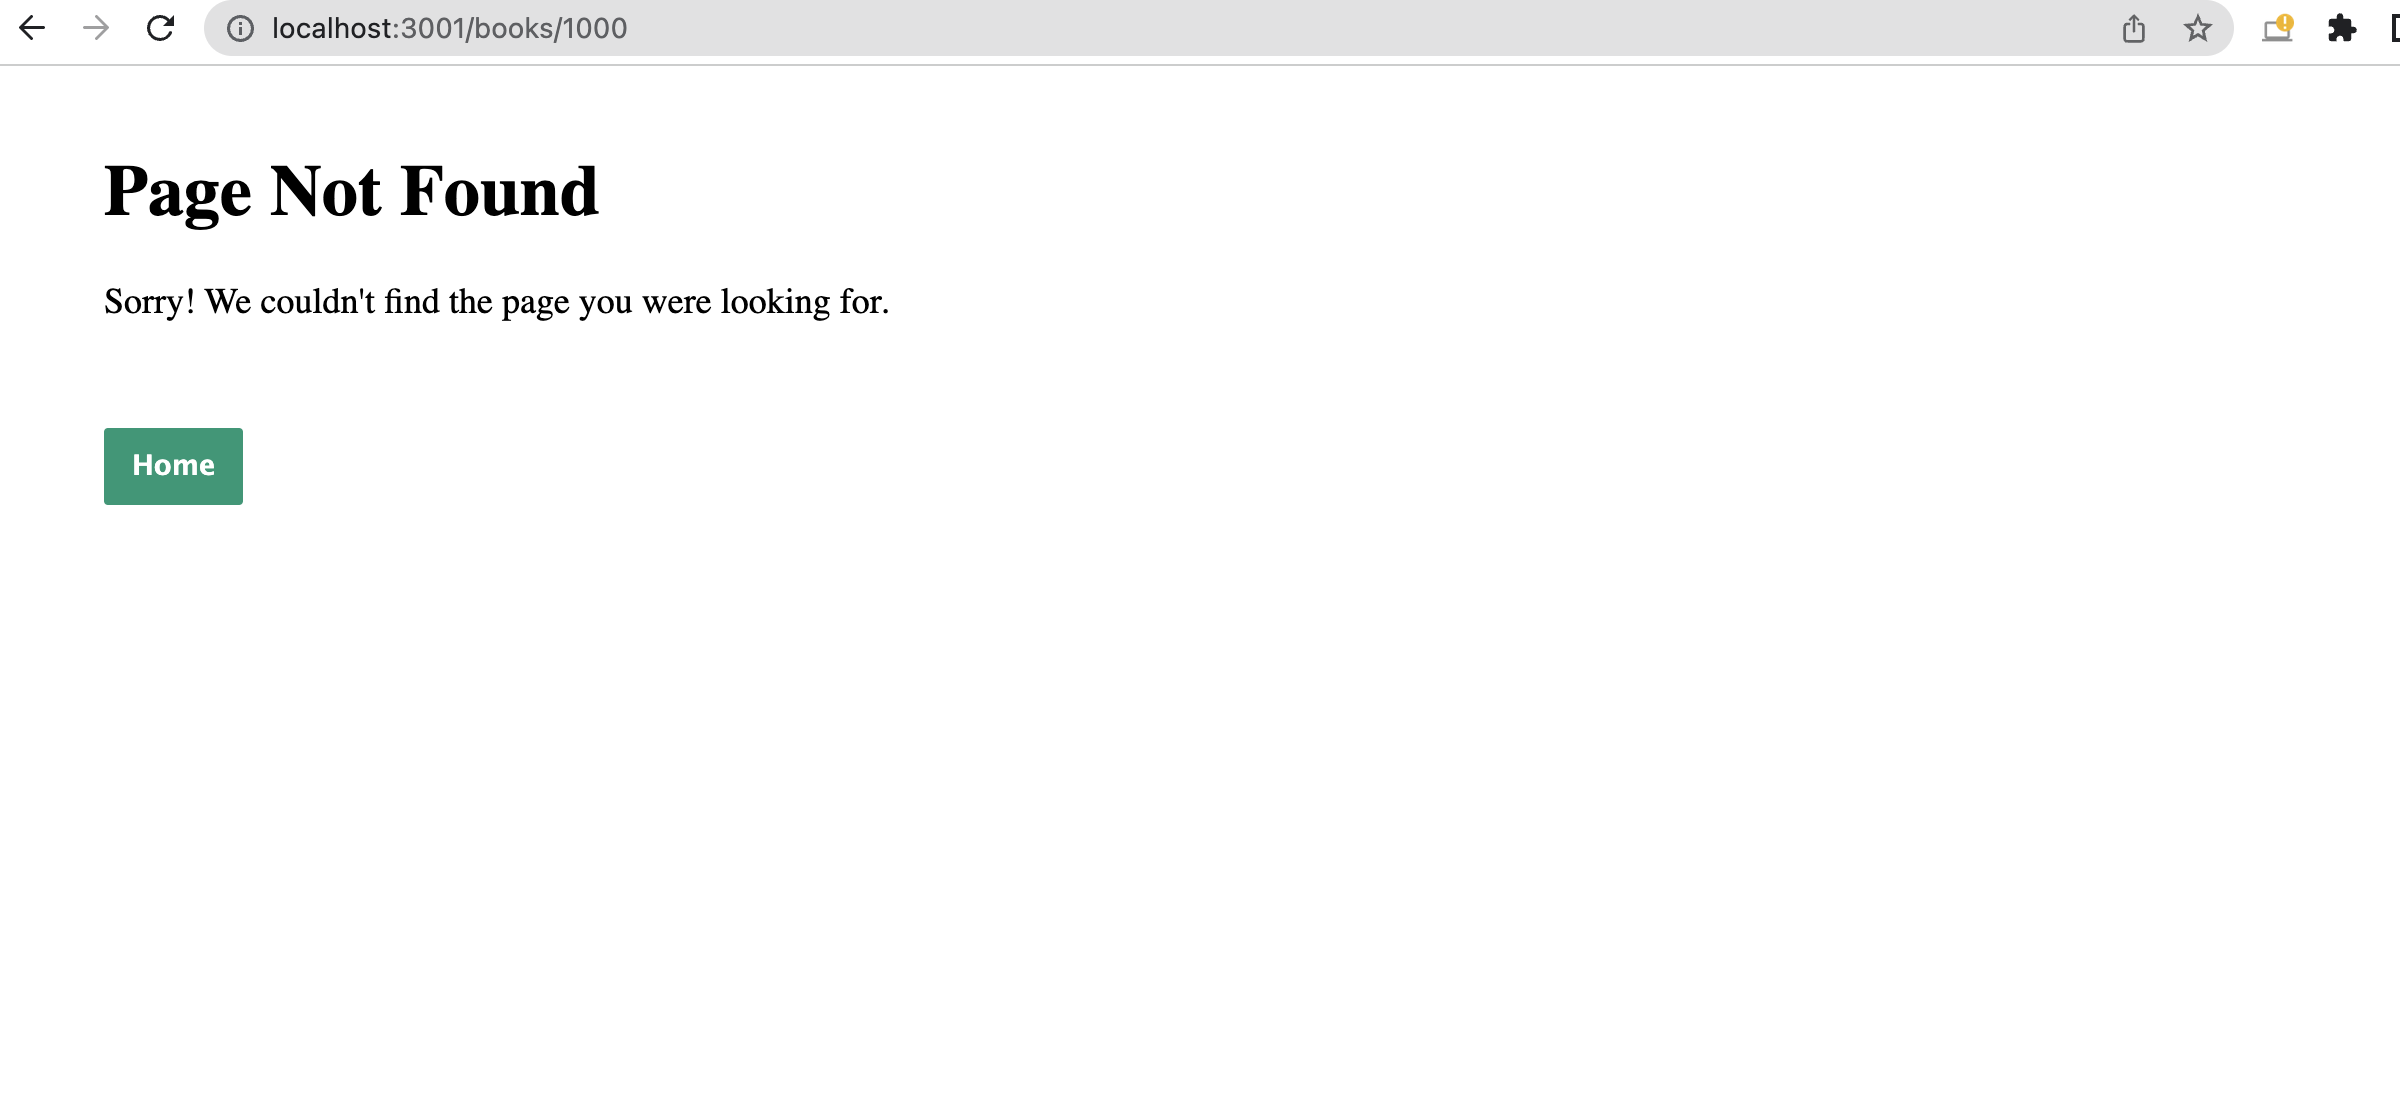 localhost:3001/books/1000
Page Not Found
Sorry! We couldn't find the page you were looking for.
Home